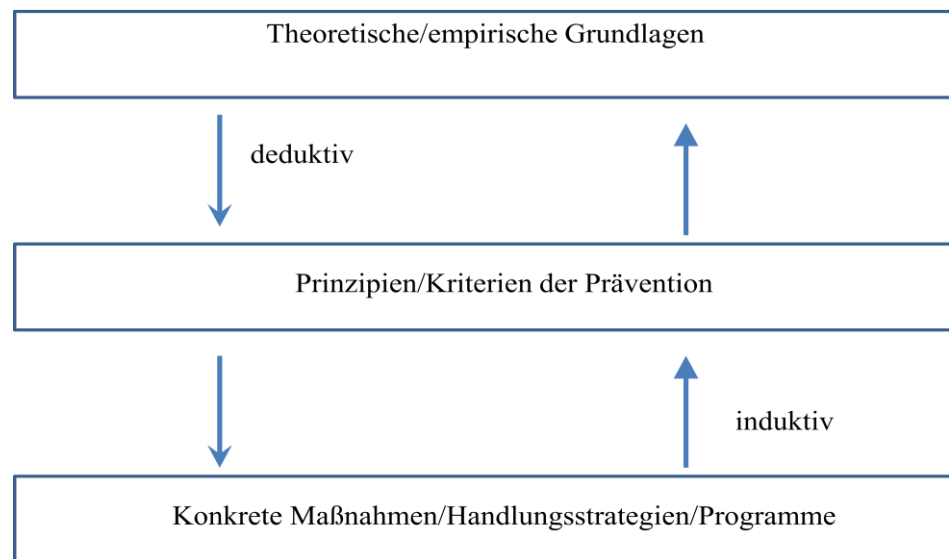 Theoretische/empirische Grundlagen
deduktiv
Prinzipien/Kriterien der Prävention
induktiv
Konkrete Maßnahmen/Handlungsstrategien/Programme